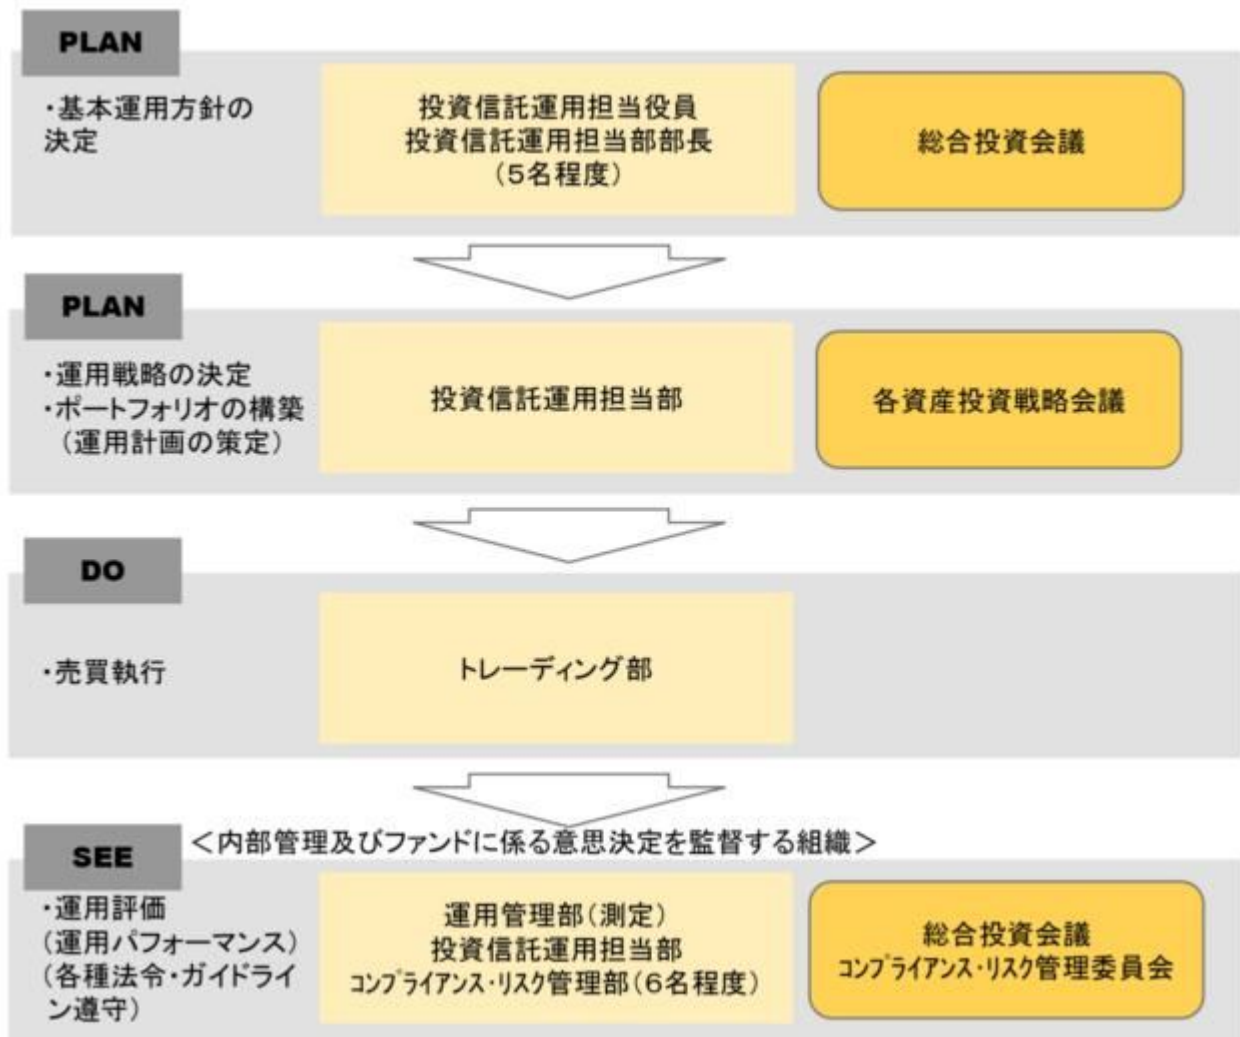 PLAN
・基本運用方針の
決定
投資信託運用担当役員
投資信託運用担当部部長
(5名程度)
総合投資会議
PLAN
・運用戦略の決定
・ポートフォリオの構築
(運用計画の策定)
投資信託運用担当部
各資産投資戦略会議
DO
・売買執行
トレーディング部
SEE
＜内部管理及びファンドに係る意思決定を監督する組織＞
・運用評価
(運用パフォーマンス)
(各種法令・ガイドライ
ン遵守)
運用管理部(測定)
投資信託運用担当部
ｺﾝﾌﾟﾗｲｱﾝｽ・ﾘｽｸ管理部(6名程度)
総合投資会議
ｺﾝﾌﾟﾗｲｱﾝｽ・ﾘｽｸ管理委員会